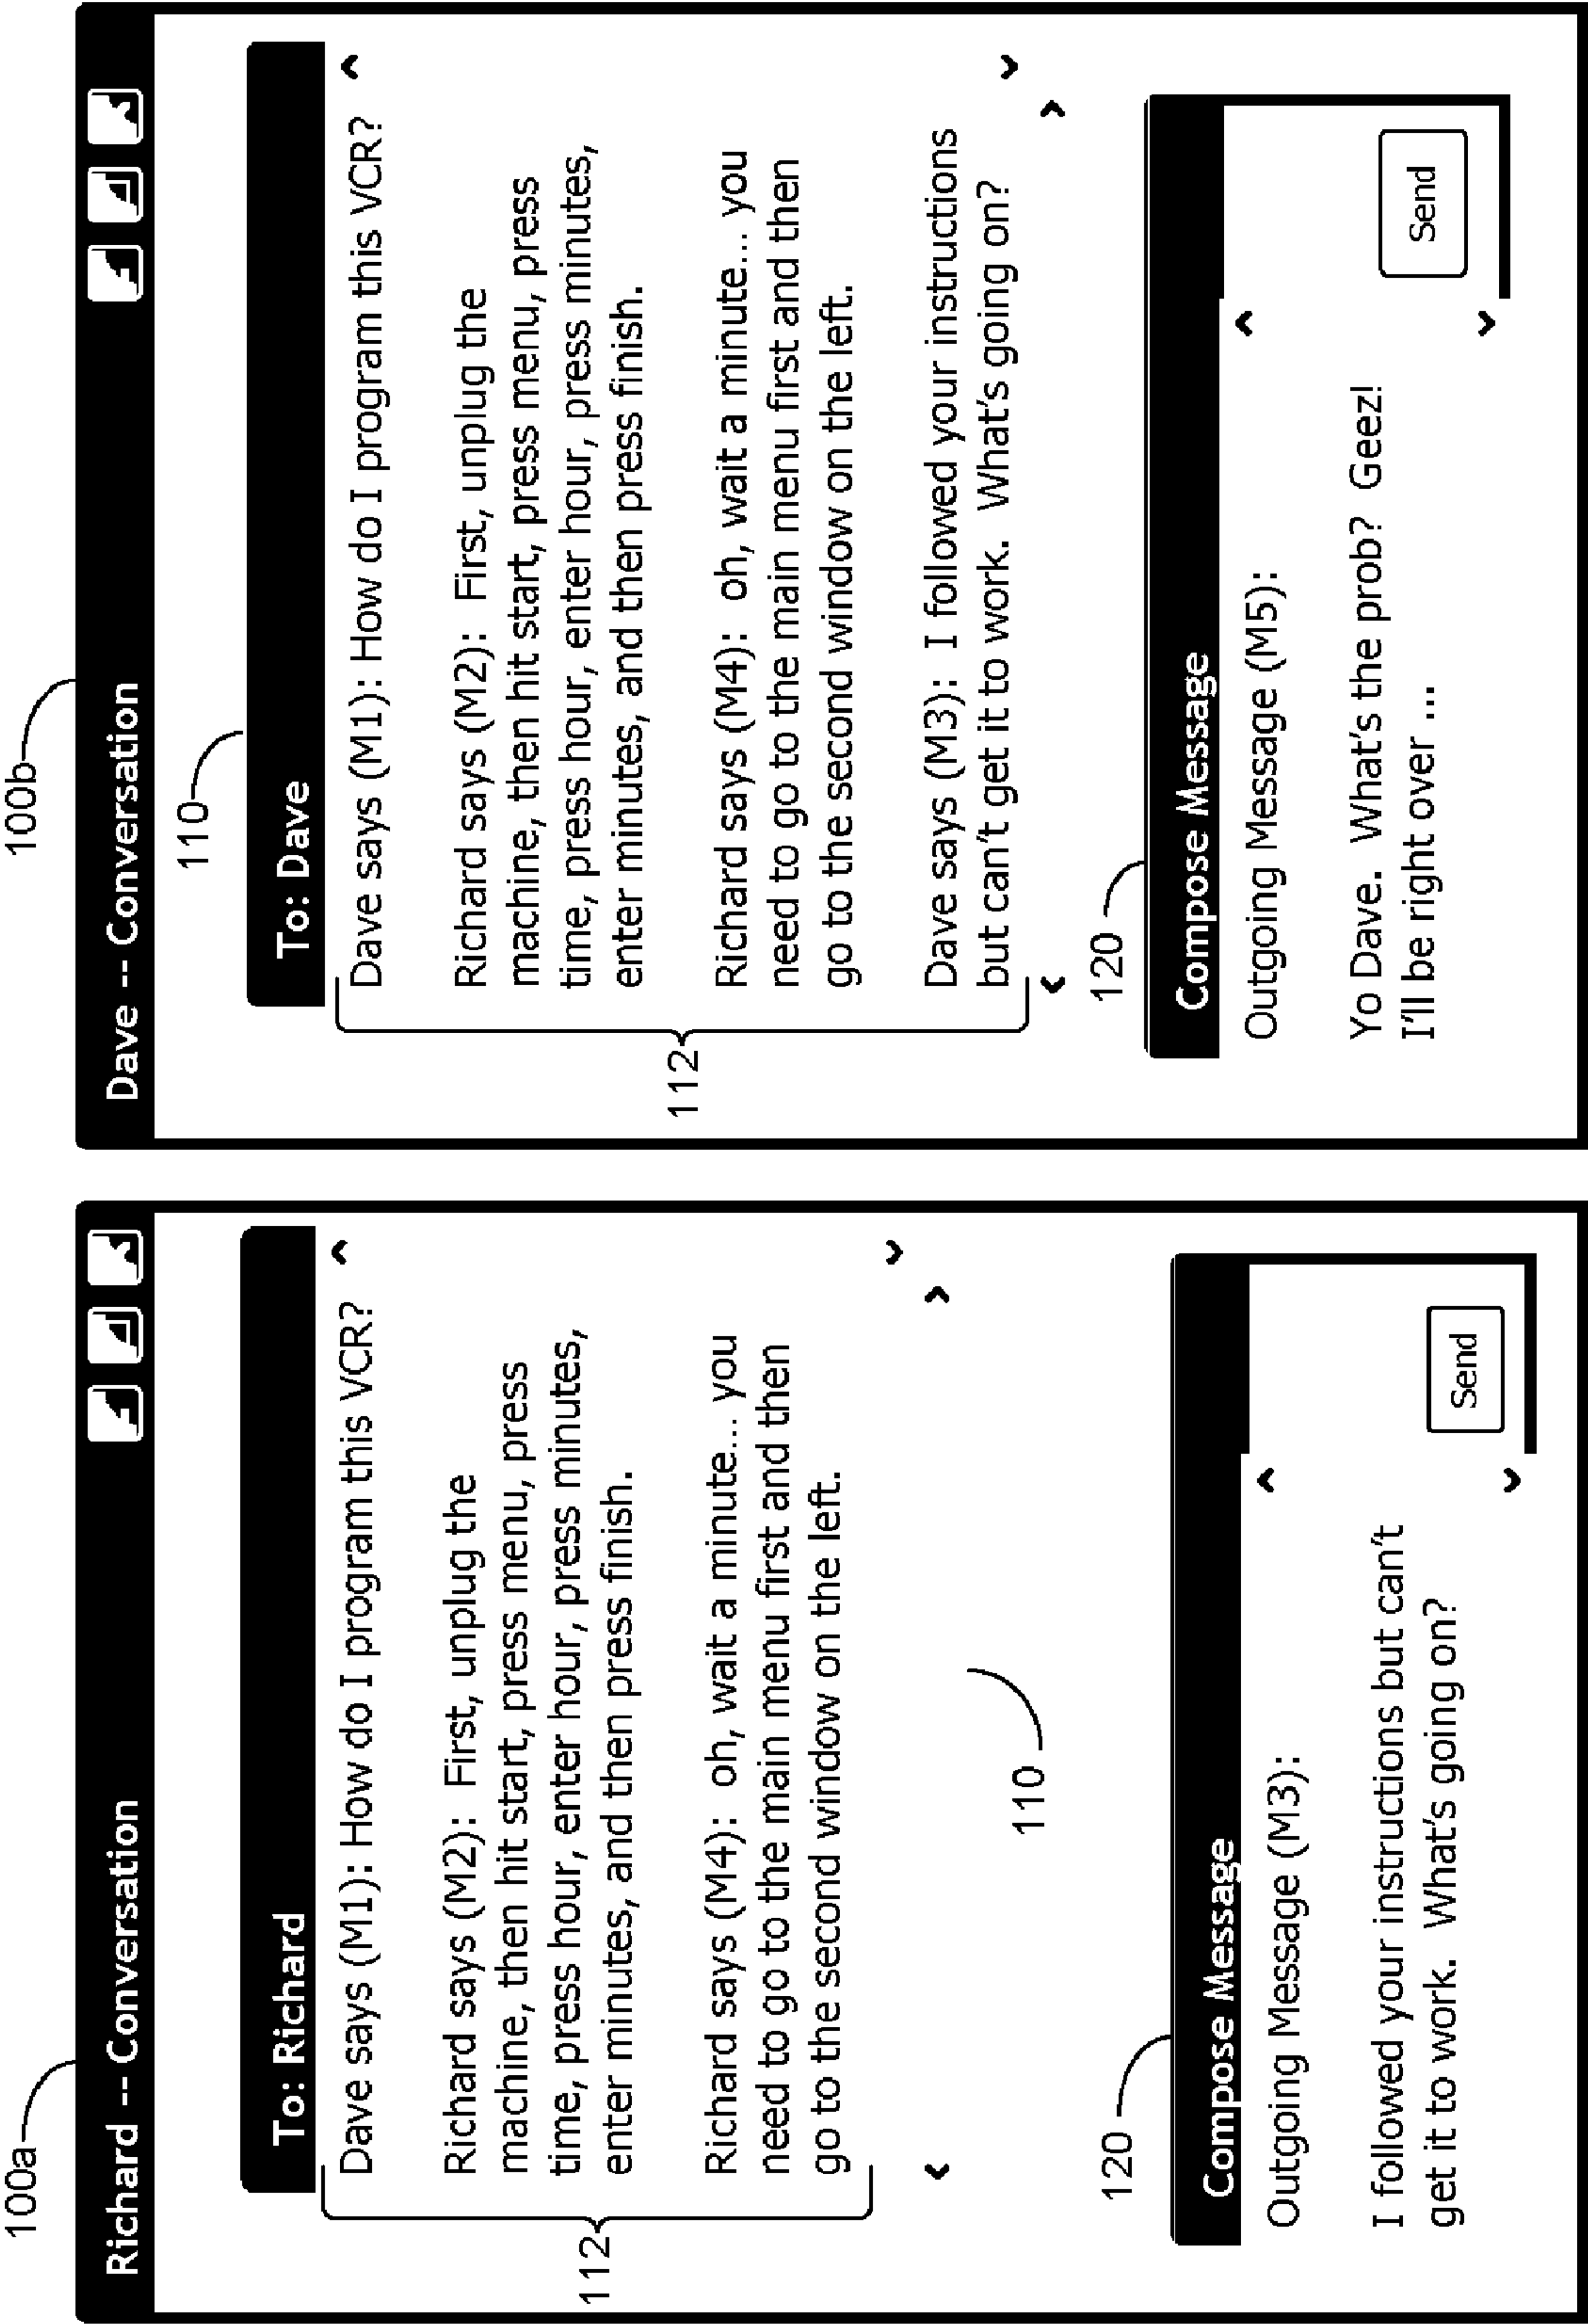 100a
Richard -- Conversation
To: Richard
Dave says (M1): How do I program this VCR?
Richard says (M2):  First, unplug the
machine, then hit start, press menu, press
time, press hour, enter hour, press minutes,
enter minutes, and then press finish.
Richard says (M4):  oh, wait a minute... you
need to go to the main menu first and then
go to the second window on the left.
112
110
120
Compose Message
Outgoing Message (M3):
I followed your instructions but can't
get it to work.  What's going on?
Send
100b
Dave -- Conversation
110
To: Dave
Dave says (M1): How do I program this VCR?
Richard says (M2):  First, unplug the
machine, then hit start, press menu, press
time, press hour, enter hour, press minutes,
enter minutes, and then press finish.
Richard says (M4):  oh, wait a minute... you
need to go to the main menu first and then
go to the second window on the left.
Dave says (M3):  I followed your instructions
but can't get it to work.  What's going on?
112
120
Compose Message
Outgoing Message (M5):
Yo Dave.  What's the prob?  Geez!
I'll be right over ...
Send